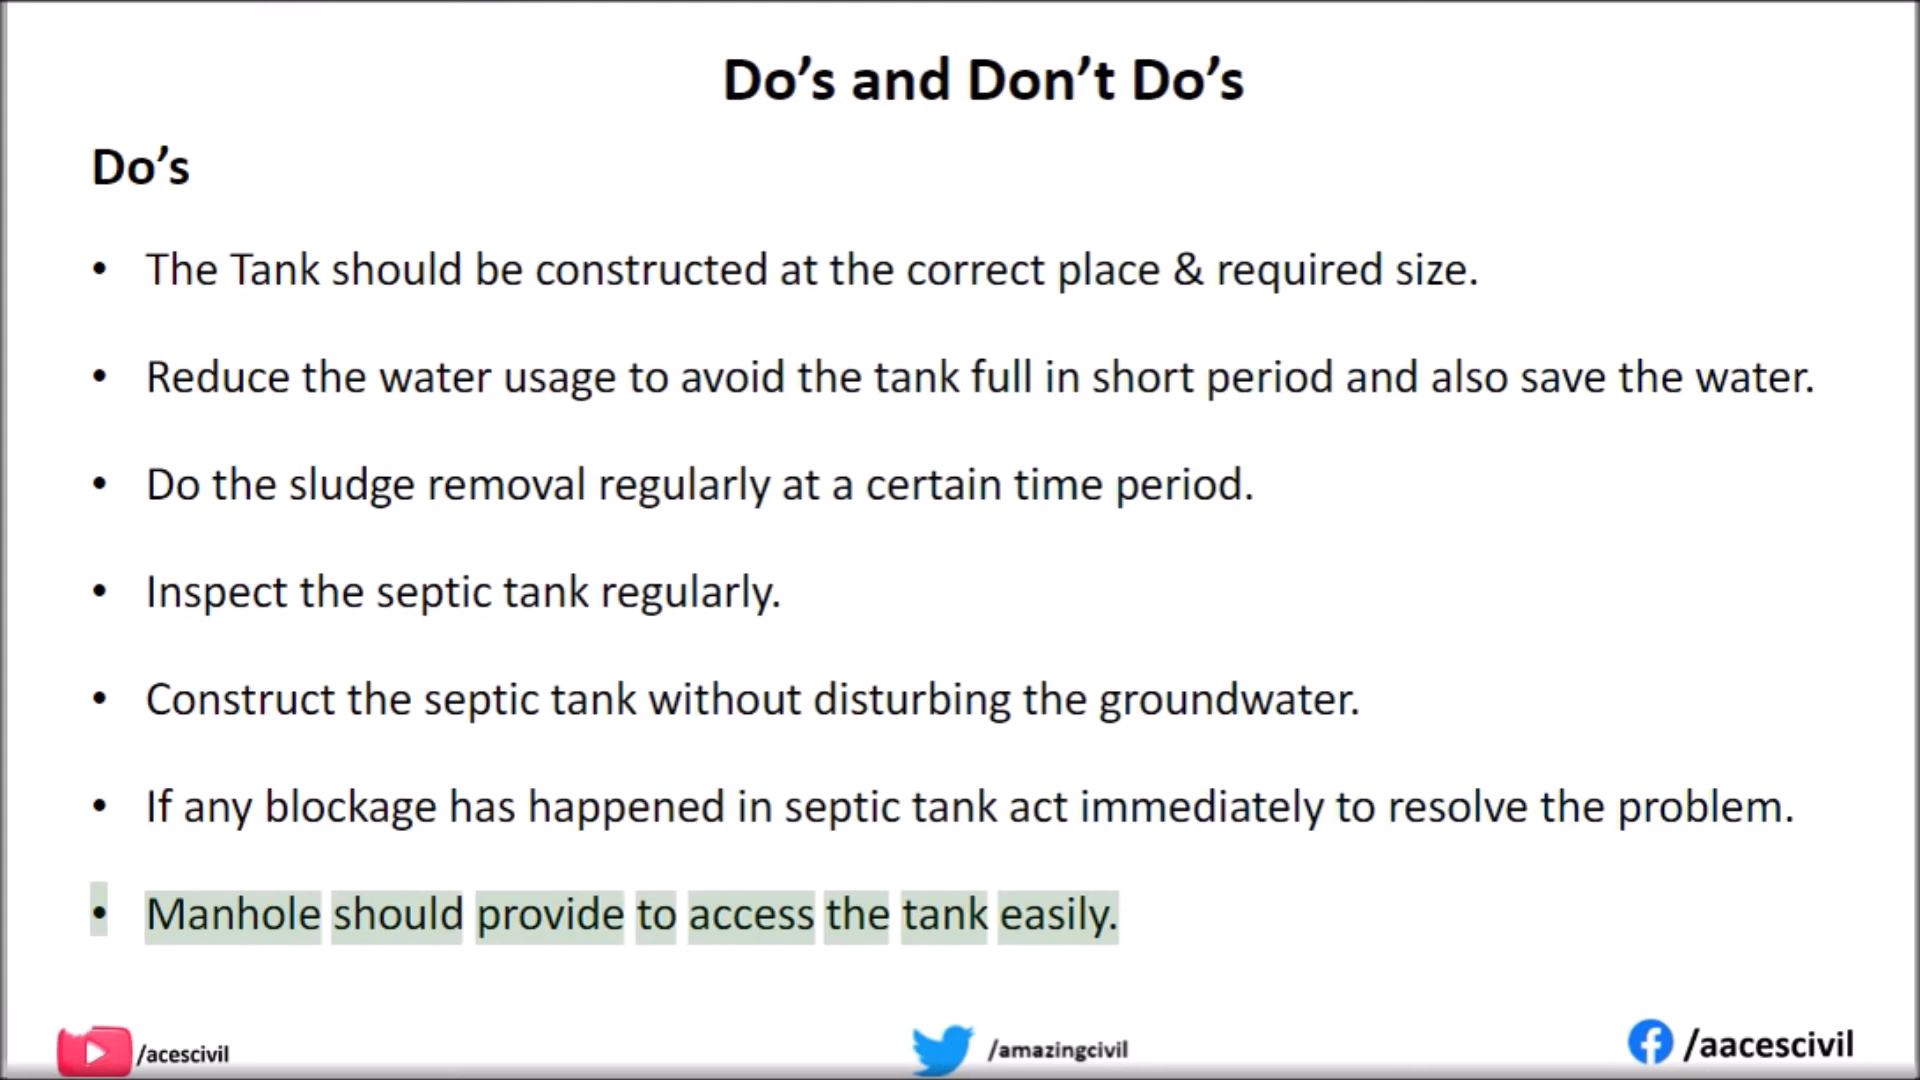 Do’s and Don’t Do’s
Do’s
• The Tank should be constructed at the correct place & required size.
• Reduce the water usage to avoid the tank full in short period and also save the water.
• Do the sludge removal regularly at a certain time period.
• Inspect the septic tank regularly.
• Construct the septic tank without disturbing the groundwater.
• If any blockage has happened in septic tank act immediately to resolve the problem.
• Manhole should provide to access the tank easily.
/acescivil
/amazingcivil
/aacescivil